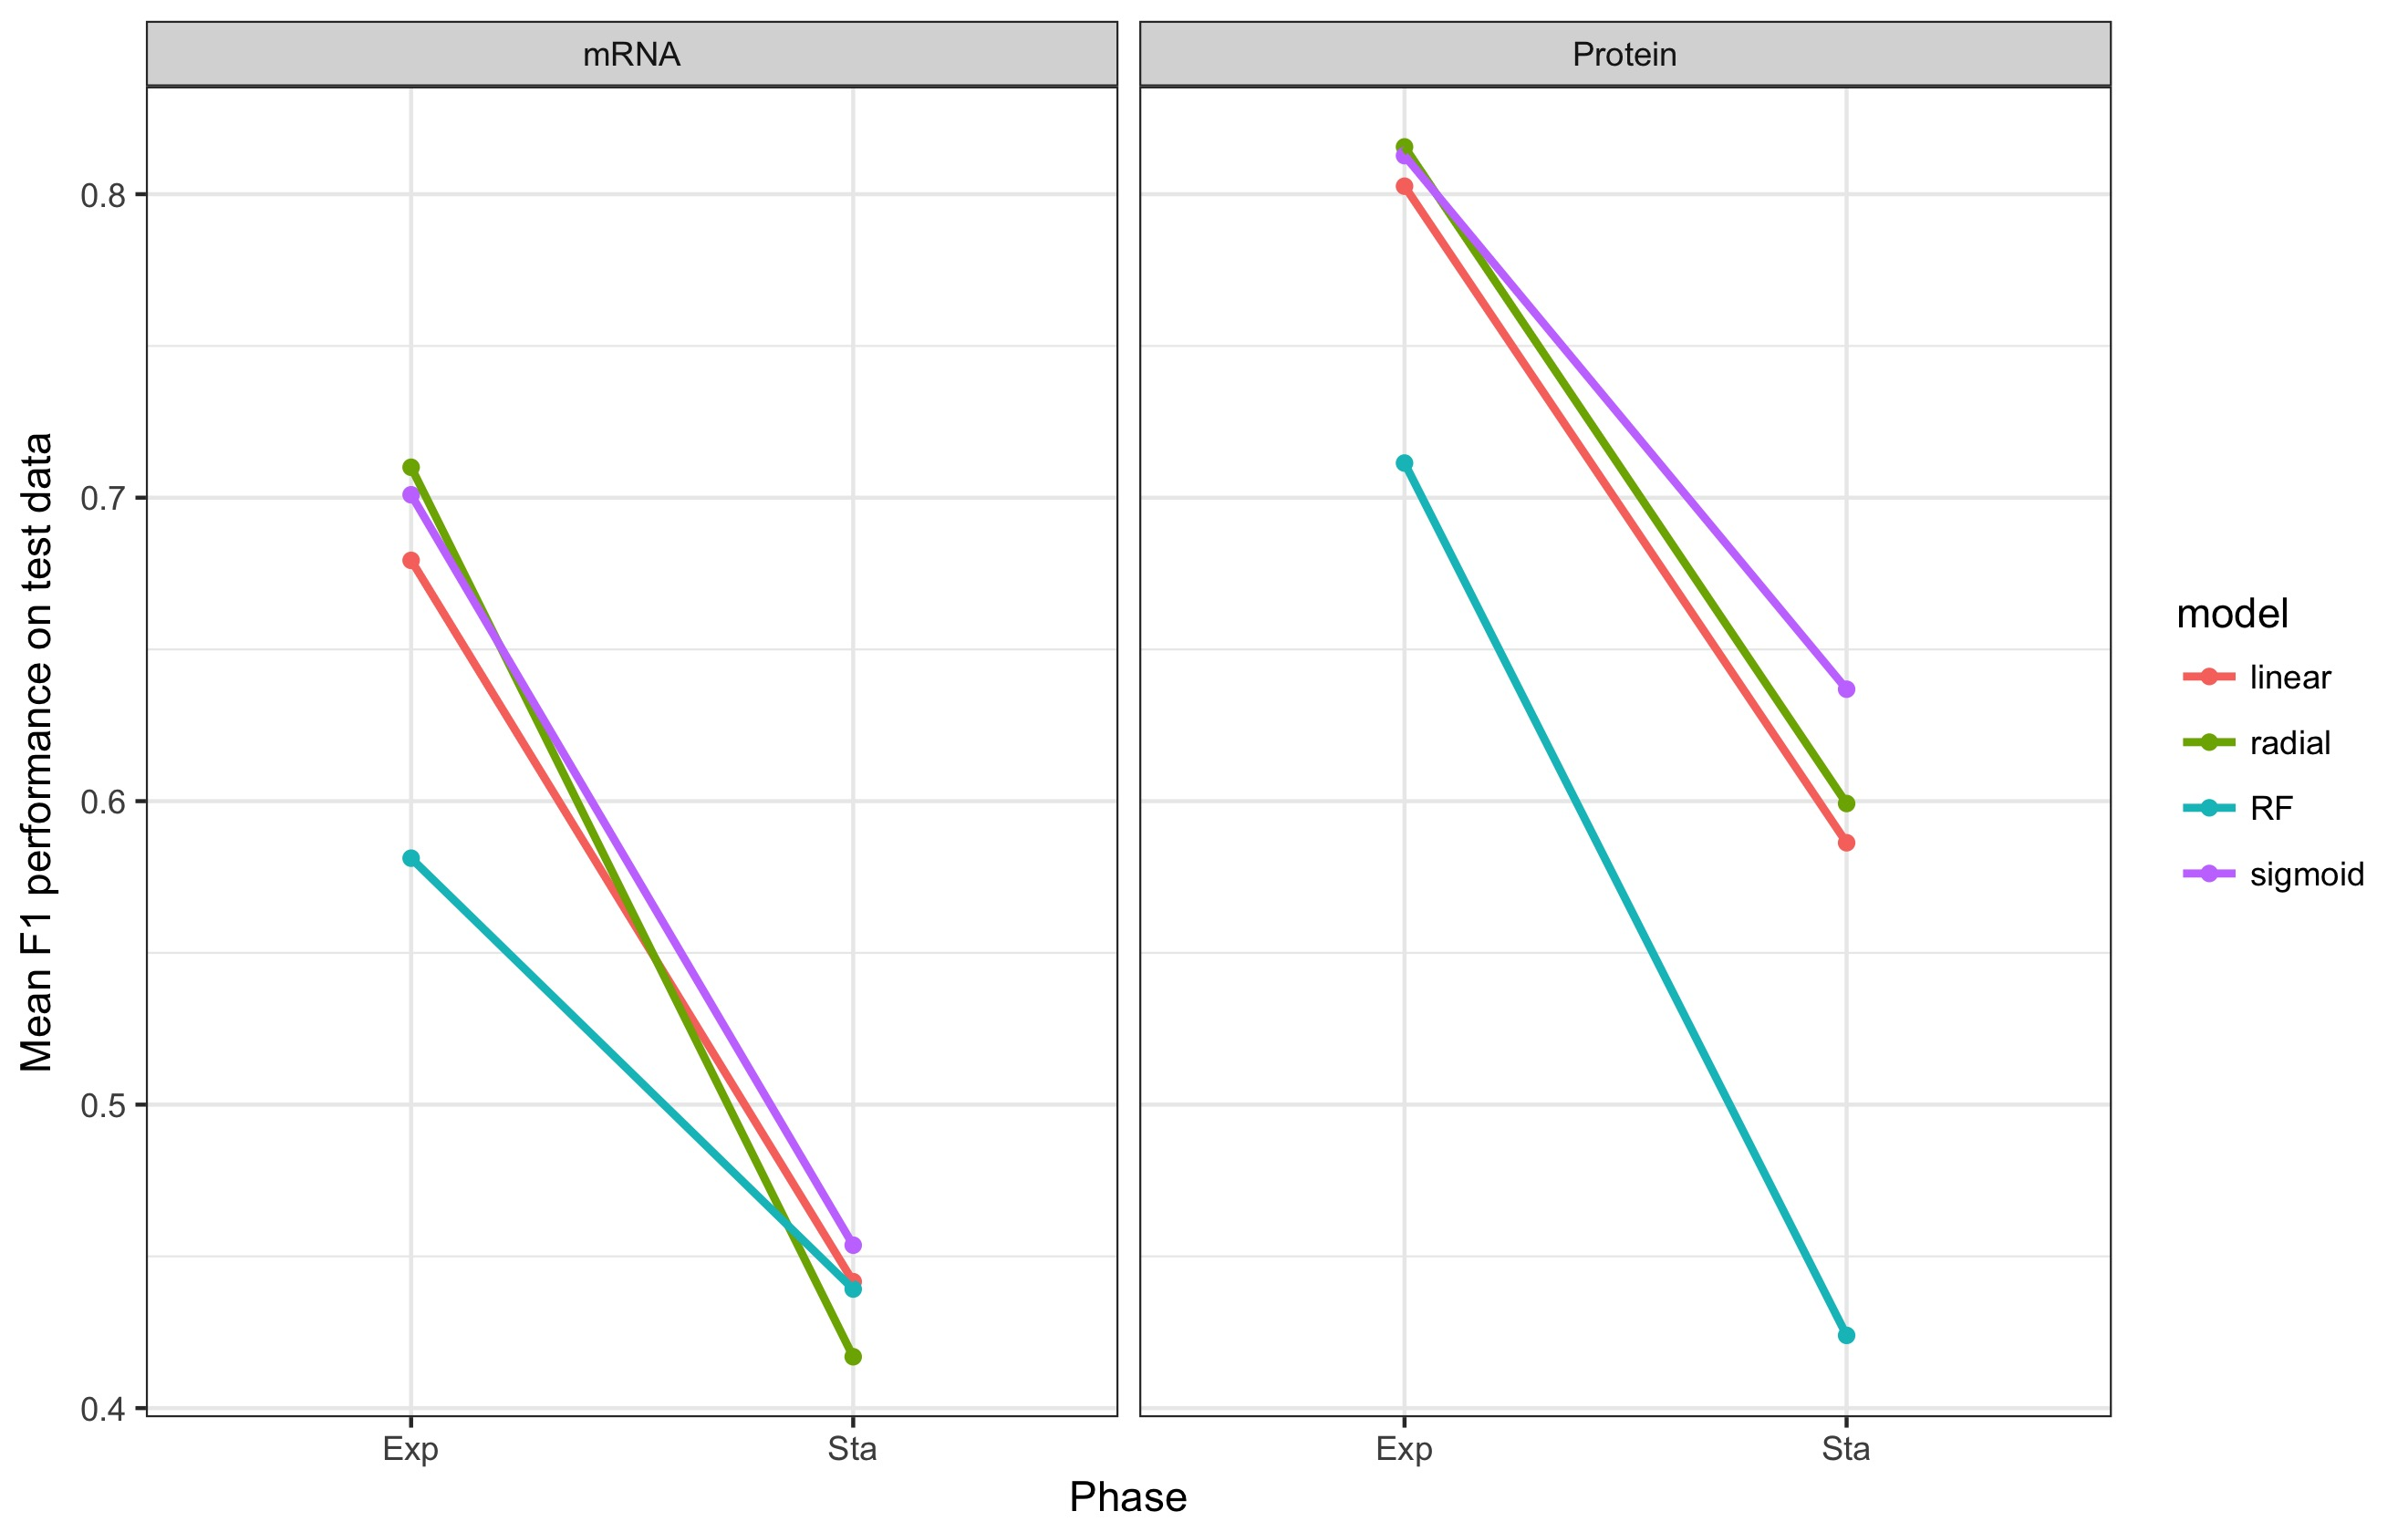 mRNA
Protein
Mean F1 performance on test data
0.8
0.7
0.6
0.5
0.4
Exp
Sta
Exp
Sta
Phase
model
linear
radial
RF
sigmoid